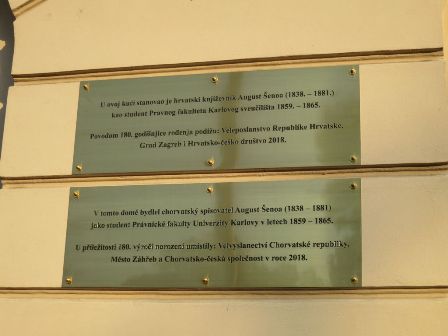 U ovoj kući stanovao je hrvatski književnik August Šenoa (1838. – 1881.)
kao student Pravnog fakulteta Karlovog sveučilišta 1859. – 1865.
Povodom 180. godišnjice rođenja podižu: Veleposlanstvo Republike Hrvatske,
Grad Zagreb i Hrvatsko-češko društvo 2018.
V tomto domě bydlel chorvatský spisovatel August Šenoa (1838 – 1881)
jako student Právnické fakulty Univerzity Karlovy v letech 1859 – 1865.
U příležitosti 180. výročí narození umístily: Velvyslanectví Chorvatské republiky,
Město Záhřeb a Chorvatsko-česká společnost v roce 2018.